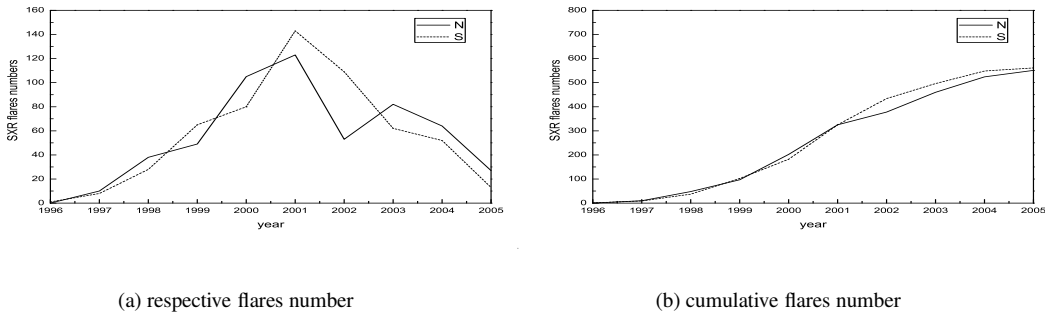 160
140
120
100
80
60
40
20
0
SXR flares numbers
N
S
1996 1997 1998 1999 2000 2001 2002 2003 2004 2005
year
(a) respective flares number
800
700
600
500
400
300
200
100
0
SXR flares numbers
N
S
1996 1997 1998 1999 2000 2001 2002 2003 2004 2005
year
(b) cumulative flares number